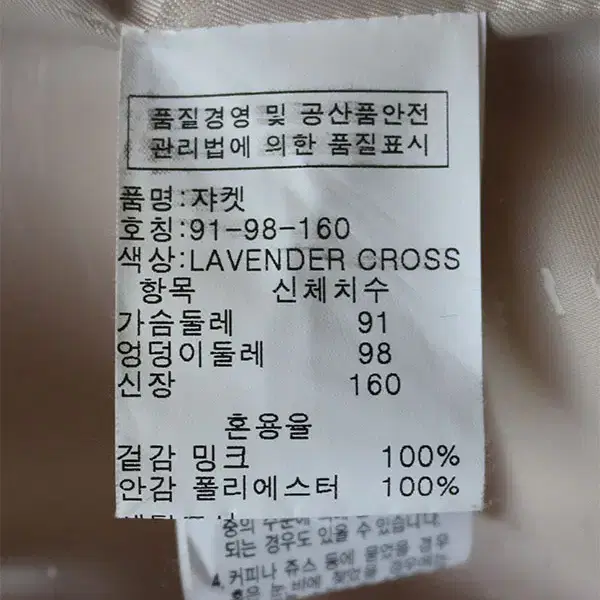 품질경영 및 공산품안전
관리법에 의한 품질표시
품명:쟈켓
호칭:91-98-160
색상:LAVENDER CROSS
항목 신체치수
가슴둘레 91
엉덩이둘레 98
신장 160
혼용율
겉감 밍크 100%
안감 폴리에스터 100%
되는 경우도 있을 수 있습니다.
4. 커피나 쥬스 등에 물었을 경우